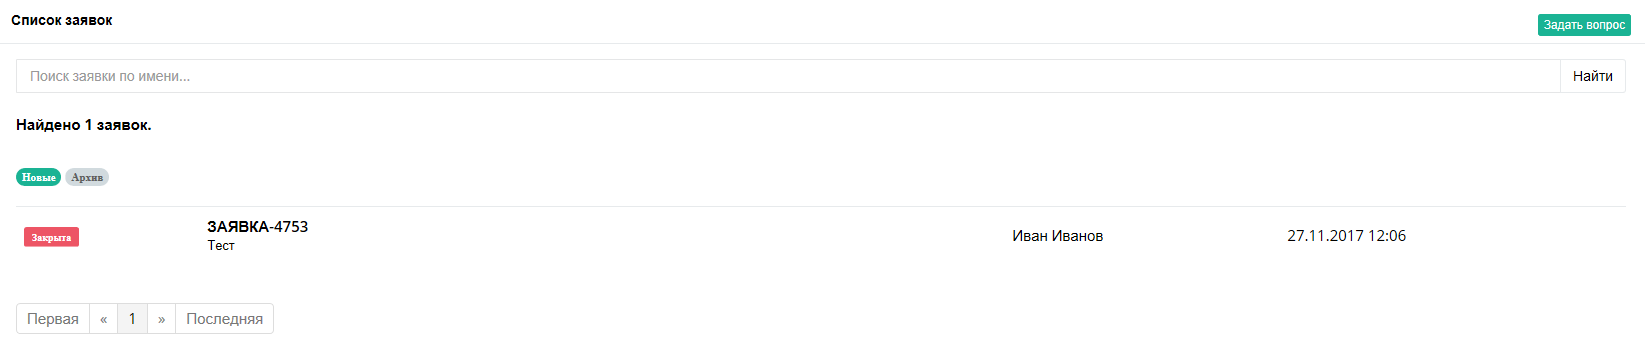 Список заявок
Задать вопрос
Поиск заявки по имени...
Найти
Найдено 1 заявок.
Новые Архив
Закрыта
ЗАЯВКА-4753
Тест
Иван Иванов
27.11.2017 12:06
Первая « 1 » Последняя